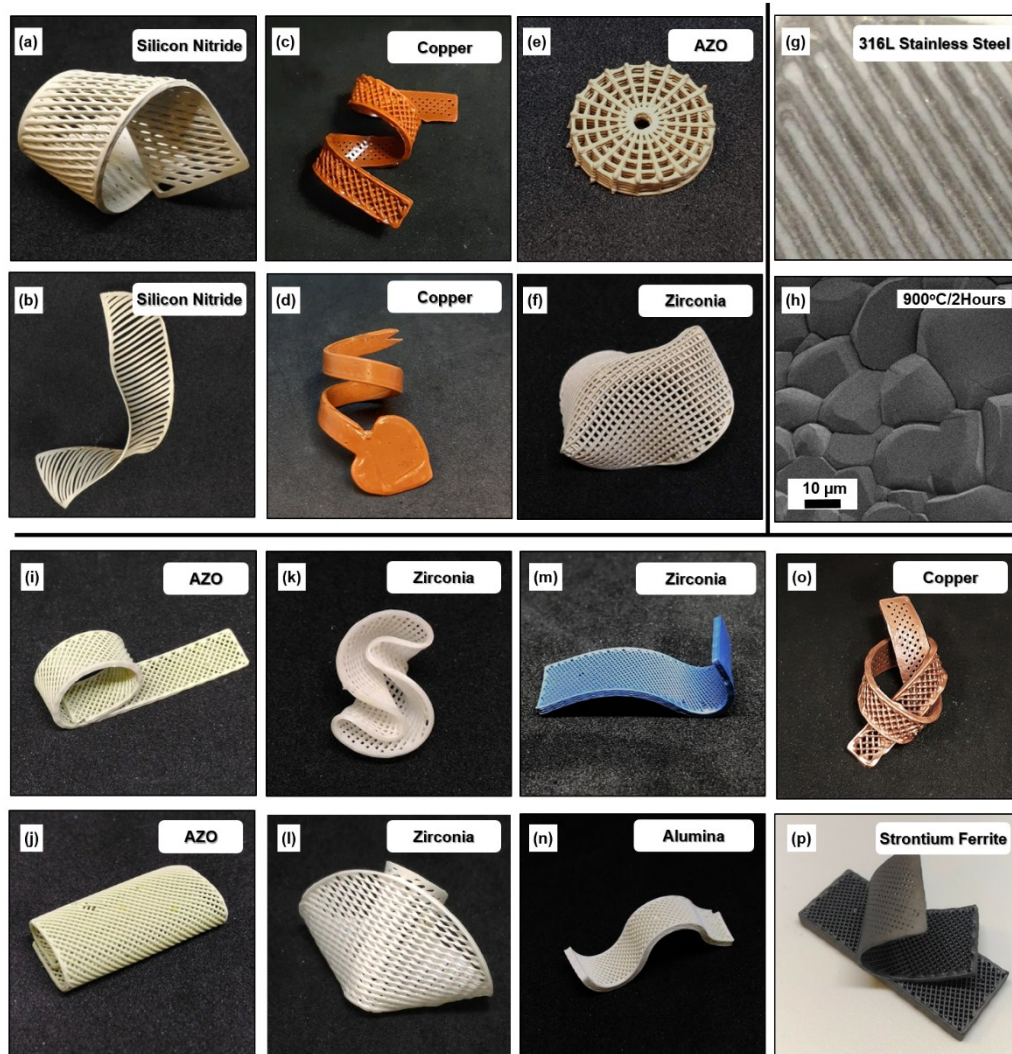 (a) Silicon Nitride
(c) Copper
(e) AZO
(g) 316L Stainless Steel
(b) Silicon Nitride
(d) Copper
(f) Zirconia
(h) 900°C/2Hours
10 µm
(i) AZO
(k) Zirconia
(m) Zirconia
(o) Copper
(j) AZO
(l) Zirconia
(n) Alumina
(p) Strontium Ferrite